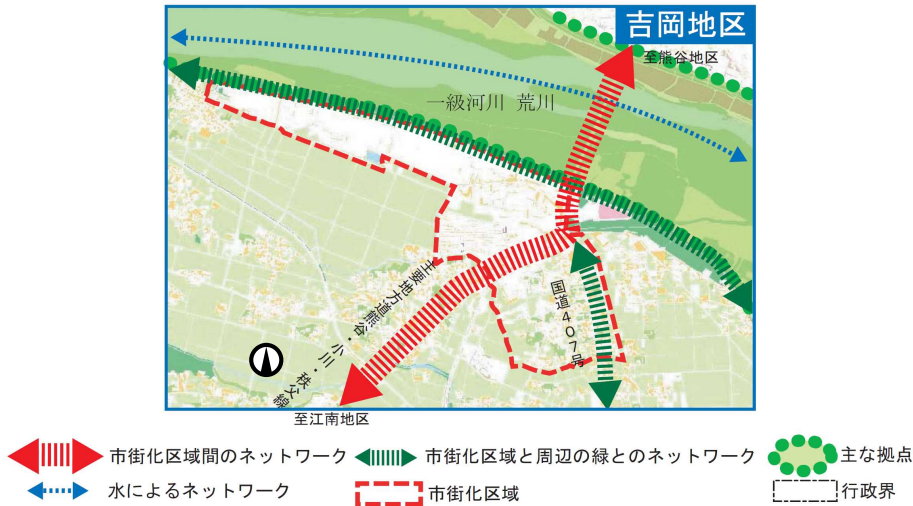 吉岡地区
至熊谷地区
一級河川 荒川
主要地方道熊谷・小川・秩父線
国道407号
至江南地区
市街化区域間のネットワーク
市街化区域と周辺の緑とのネットワーク
主な拠点
水によるネットワーク
市街化区域
行政界